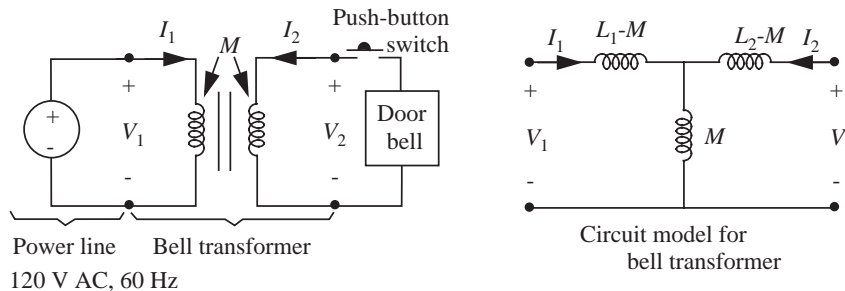 Push-button
switch
I1
M
I2
+
-
+
V1
-
+
V2
-
Door
bell
Power line
120 V AC, 60 Hz
Bell transformer
I1
L1-M
L2-M
I2
+
V1
-
M
+
V
-
Circuit model for
bell transformer